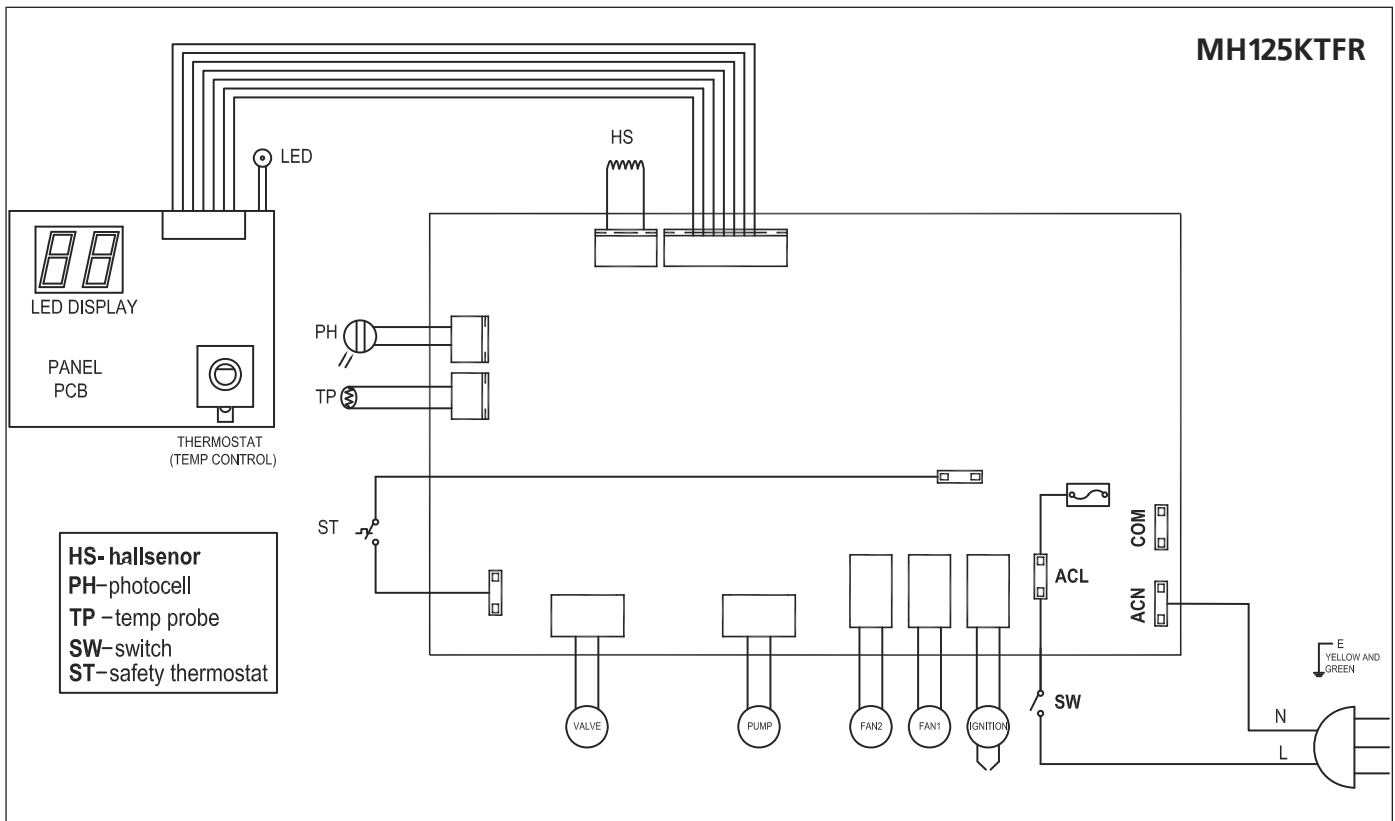 MH125KTFR
HS
LED
LED DISPLAY
PANEL
PCB
THERMOSTAT
(TEMP CONTROL)
PH
TP
ST
HS- hallsenor
PH–photocell
TP –temp probe
SW–switch
ST–safety thermostat
COM
ACL
ACN
E
YELLOW AND
GREEN
SW
N
L
VALVE
PUMP
FAN2
FAN1
IGNITION